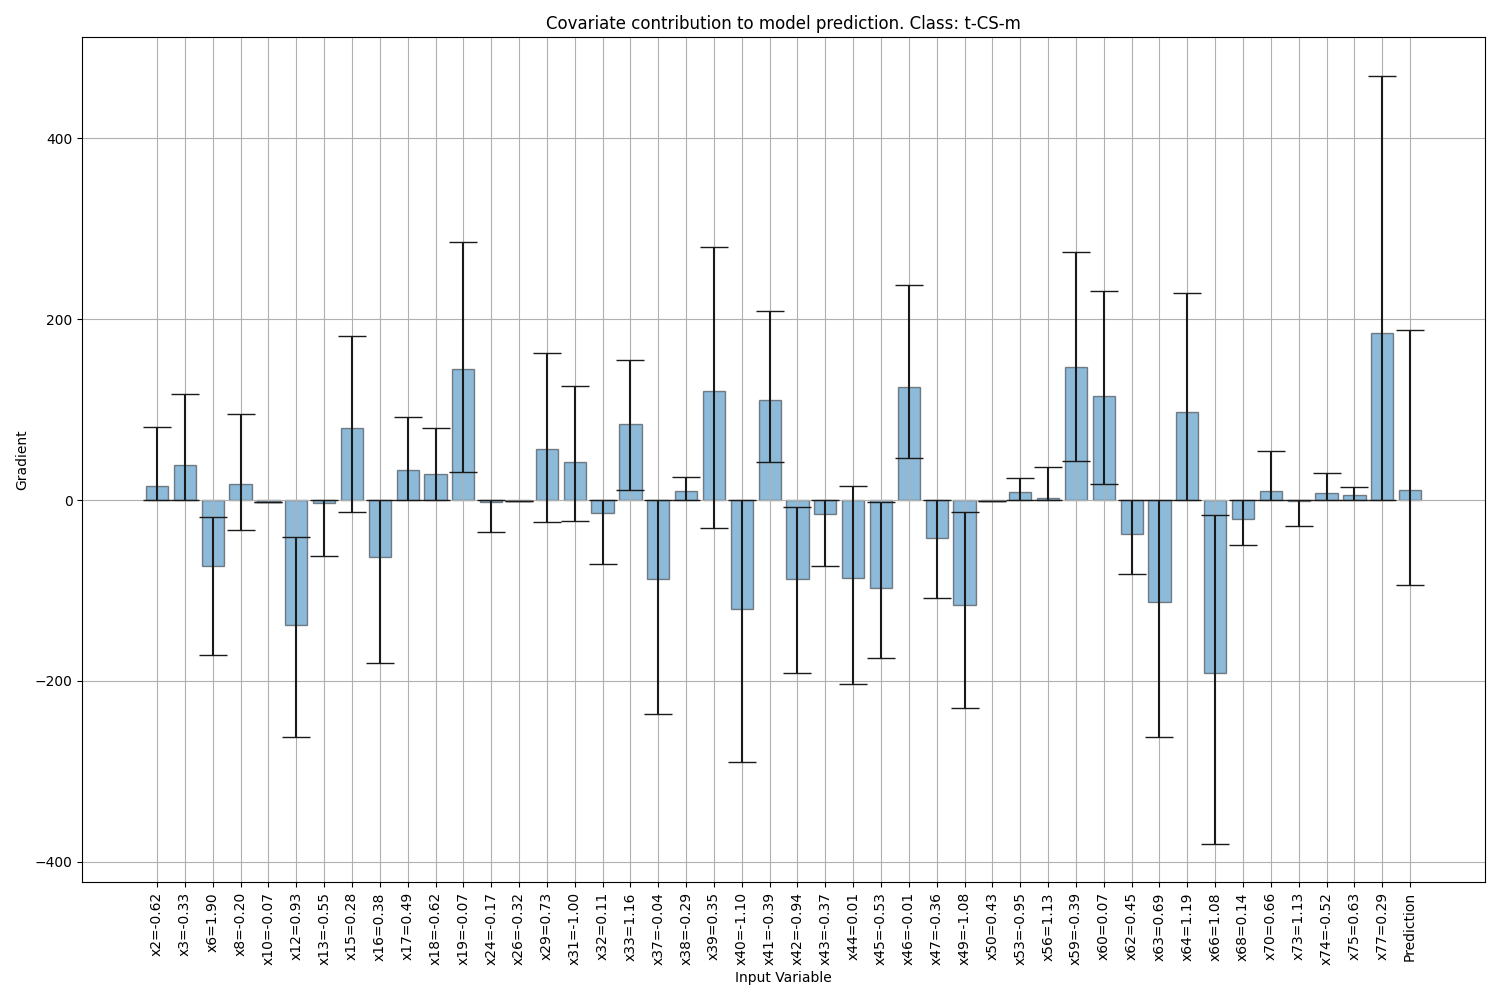 Covariate contribution to model prediction. Class: t-CS-m
Gradient
400
200
0
−200
−400
x2=-0.62
x3=-0.33
x6=1.90
x8=-0.20
x10=-0.07
x12=0.93
x13=-0.55
x15=0.28
x16=0.38
x17=0.49
x18=-0.62
x19=-0.07
x24=-0.17
x26=-0.32
x29=0.73
x31=-1.00
x32=0.11
x33=1.16
x37=-0.04
x38=-0.29
x39=0.35
x40=-1.10
x41=-0.39
x42=-0.94
x43=-0.37
x44=0.01
x45=-0.53
x46=-0.01
x47=-0.36
x49=-1.08
x50=0.43
x53=-0.95
x56=1.13
x59=-0.39
x60=0.07
x62=0.45
x63=0.69
x64=1.19
x66=1.08
x68=0.14
x70=0.66
x73=1.13
x74=-0.52
x75=0.63
x77=0.29
Prediction
Input Variable